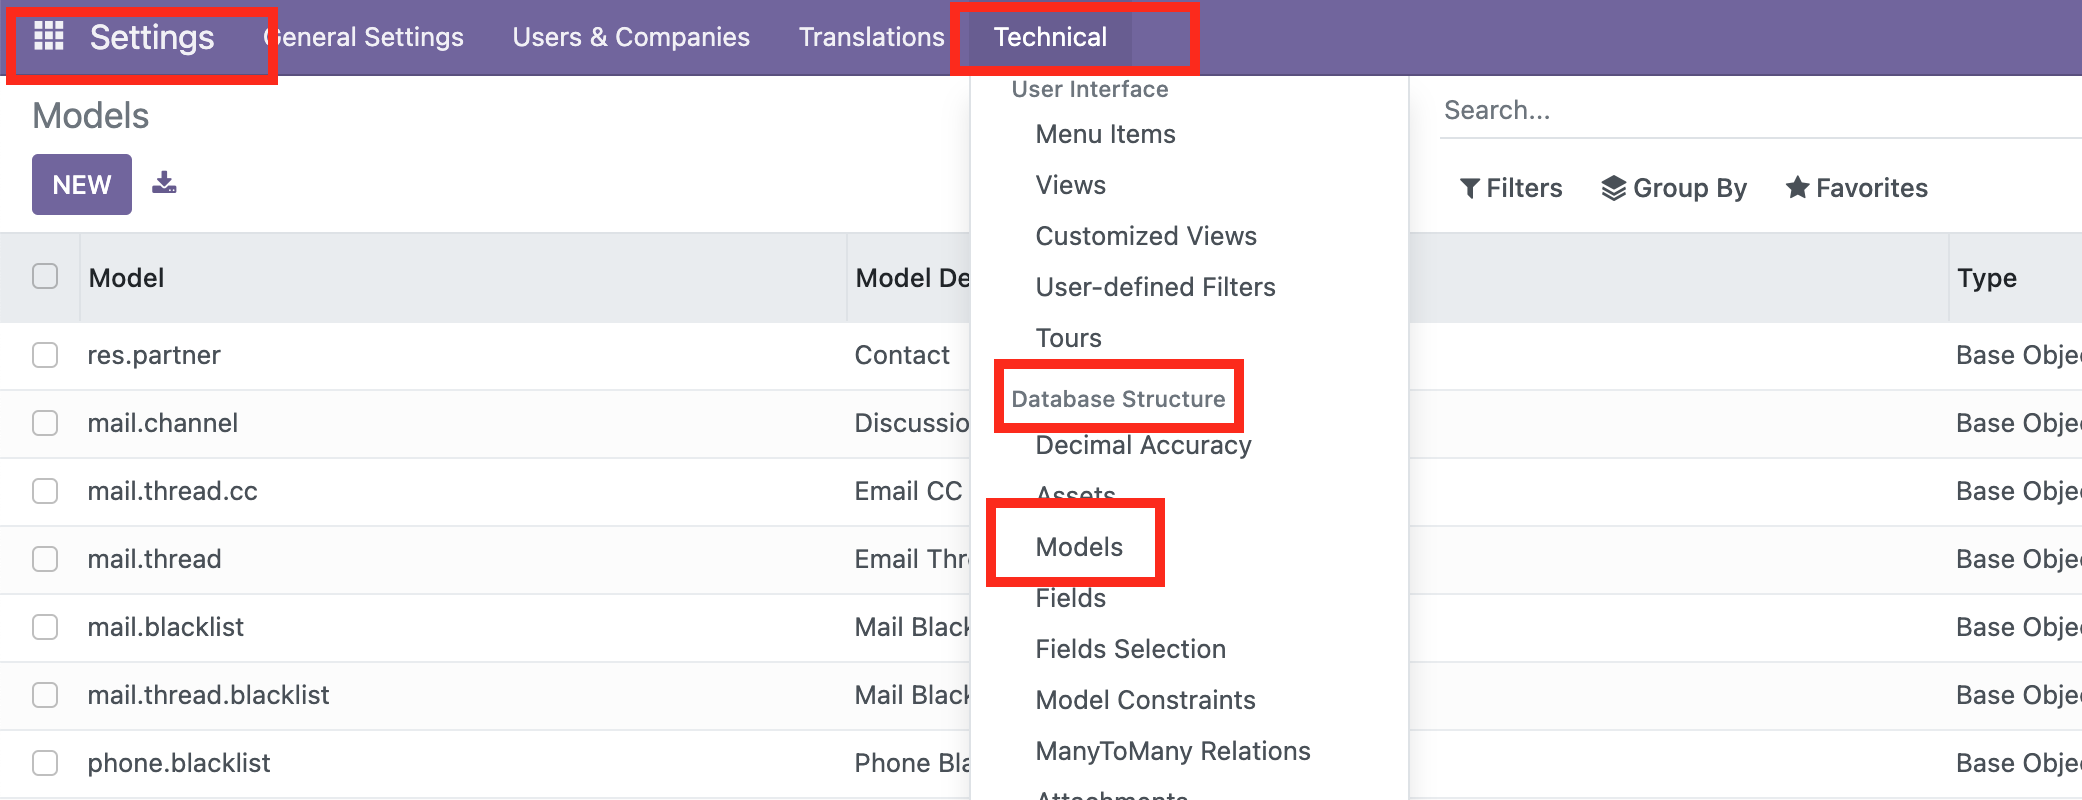 Settings General Settings Users & Companies Translations Technical
Models
NEW
User Interface
Menu Items
Views
Customized Views
User-defined Filters
Tours
Database Structure
Decimal Accuracy
Assets
Models
Fields
Fields Selection
Model Constraints
ManyToMany Relations
Attachments
Search...
Filters Group By Favorites
Model Model De Type
res.partner Contact Base Obje
mail.channel Discussio Base Obje
mail.thread.cc Email CC Base Obje
mail.thread Email Thr Base Obje
mail.blacklist Mail Black Base Obje
mail.thread.blacklist Mail Black Base Obje
phone.blacklist Phone Bla Base Obje